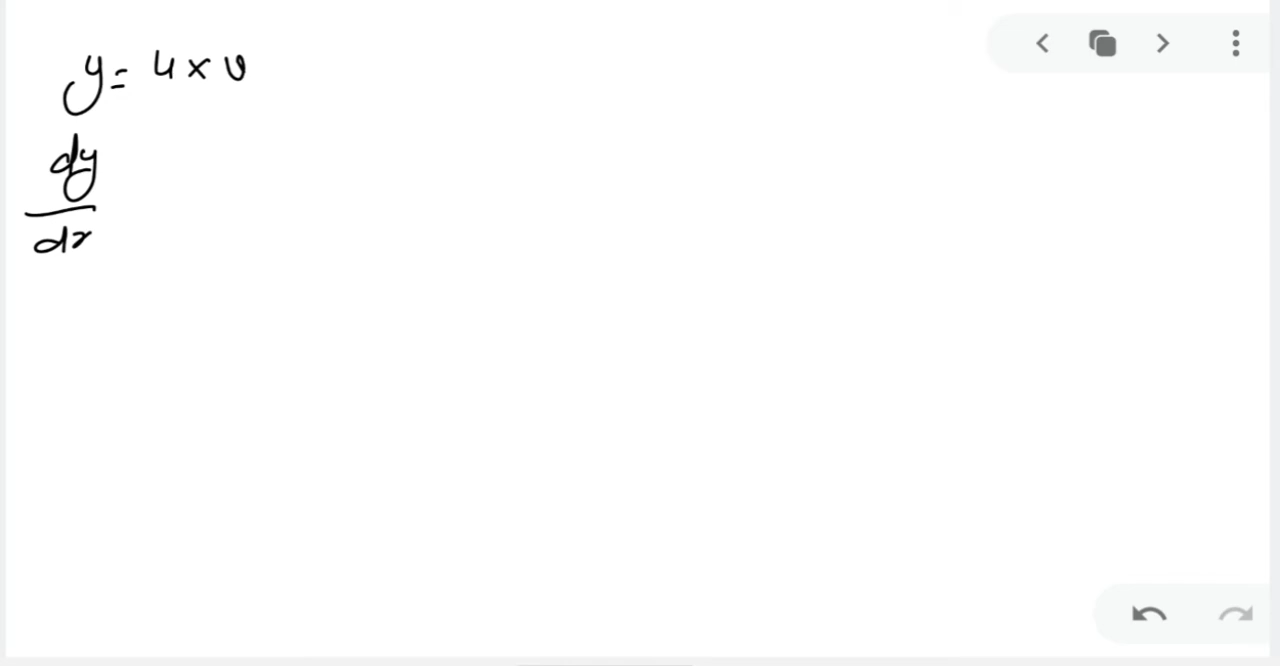 y = u × v
dy
dx